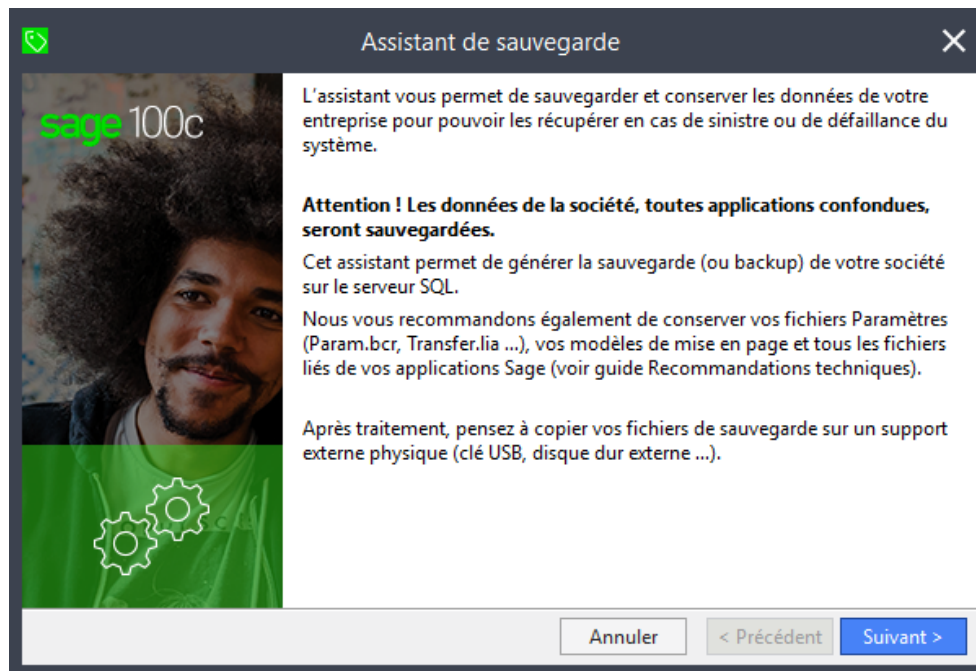 Assistant de sauvegarde
sage 100c
L'assistant vous permet de sauvegarder et conserver les données de votre
entreprise pour pouvoir les récupérer en cas de sinistre ou de défaillance du
système.
Attention ! Les données de la société, toutes applications confondues,
seront sauvegardées.
Cet assistant permet de générer la sauvegarde (ou backup) de votre société
sur le serveur SQL.
Nous vous recommandons également de conserver vos fichiers Paramètres
(Param.bcr, Transfer.lia ...), vos modèles de mise en page et tous les fichiers
liés de vos applications Sage (voir guide Recommandations techniques).
Après traitement, pensez à copier vos fichiers de sauvegarde sur un support
externe physique (clé USB, disque dur externe ...).
Annuler
< Précédent
Suivant >